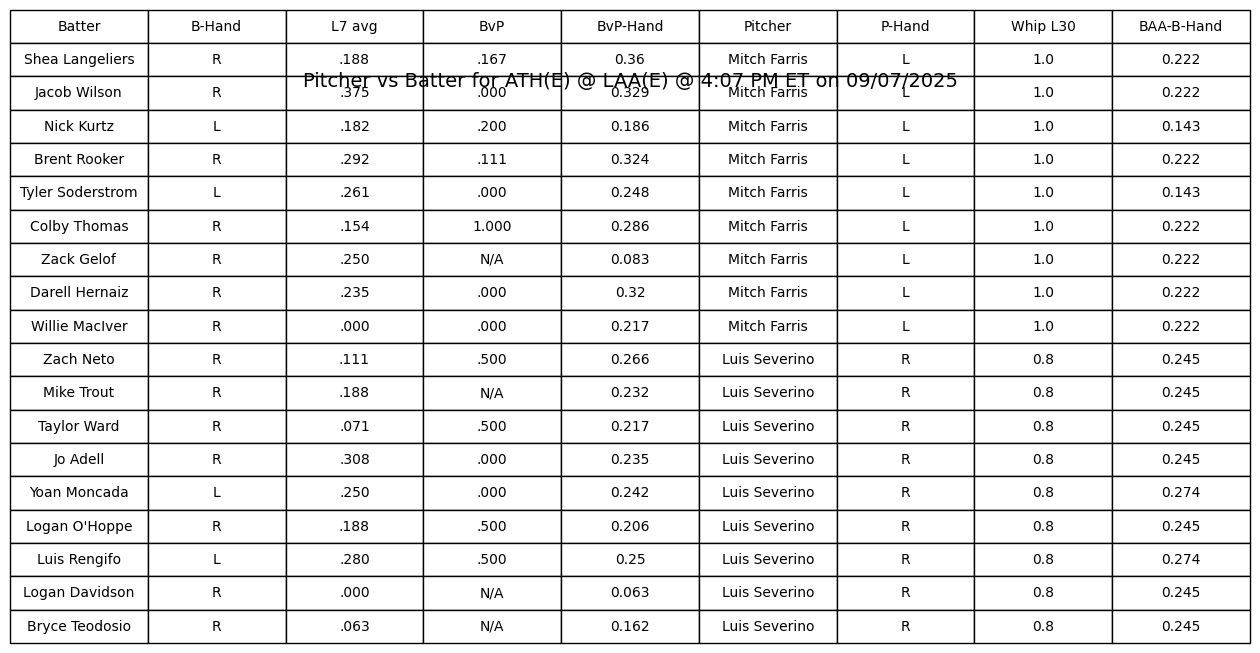 Batter B-Hand L7 avg BvP BvP-Hand Pitcher P-Hand Whip L30 BAA-B-Hand
Shea Langeliers R .188 .167 0.36 Mitch Farris L 1.0 0.222
Pitcher vs Batter for ATH(E) @ LAA(E) @ 4:07 PM ET on 09/07/2025
Jacob Wilson R .375 .000 0.329 Mitch Farris L 1.0 0.222
Nick Kurtz L .182 .200 0.186 Mitch Farris L 1.0 0.143
Brent Rooker R .292 .111 0.324 Mitch Farris L 1.0 0.222
Tyler Soderstrom L .261 .000 0.248 Mitch Farris L 1.0 0.143
Colby Thomas R .154 1.000 0.286 Mitch Farris L 1.0 0.222
Zack Gelof R .250 N/A 0.083 Mitch Farris L 1.0 0.222
Darell Hernaiz R .235 .000 0.32 Mitch Farris L 1.0 0.222
Willie MacIver R .000 .000 0.217 Mitch Farris L 1.0 0.222
Zach Neto R .111 .500 0.266 Luis Severino R 0.8 0.245
Mike Trout R .188 N/A 0.232 Luis Severino R 0.8 0.245
Taylor Ward R .071 .500 0.217 Luis Severino R 0.8 0.245
Jo Adell R .308 .000 0.235 Luis Severino R 0.8 0.245
Yoan Moncada L .250 .000 0.242 Luis Severino R 0.8 0.274
Logan O'Hoppe R .188 .500 0.206 Luis Severino R 0.8 0.245
Luis Rengifo L .280 .500 0.25 Luis Severino R 0.8 0.274
Logan Davidson R .000 N/A 0.063 Luis Severino R 0.8 0.245
Bryce Teodosio R .063 N/A 0.162 Luis Severino R 0.8 0.245